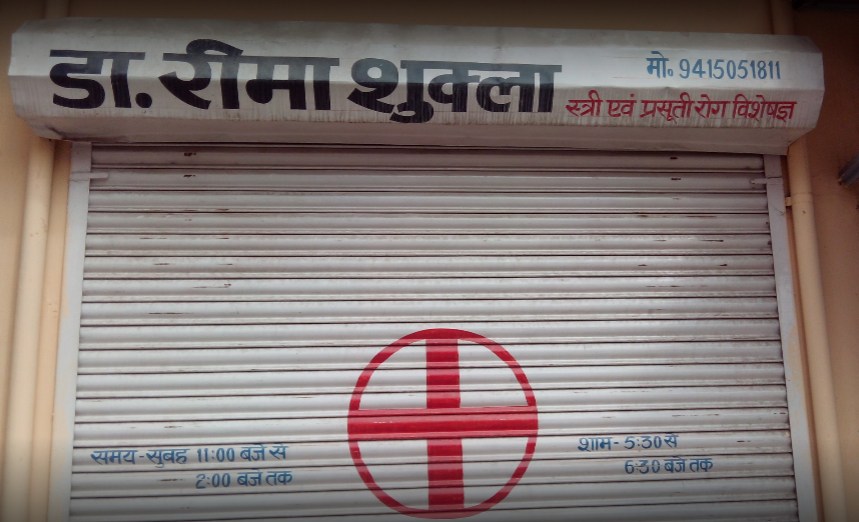 डा. रीमा शुक्ला
मो॰ 9415051811
स्त्री एवं प्रसूती रोग विशेषज्ञ
समय-सुबह 11:00 बजे से
2:00 बजे तक
शाम- 5:30 से
6:30 बजे तक